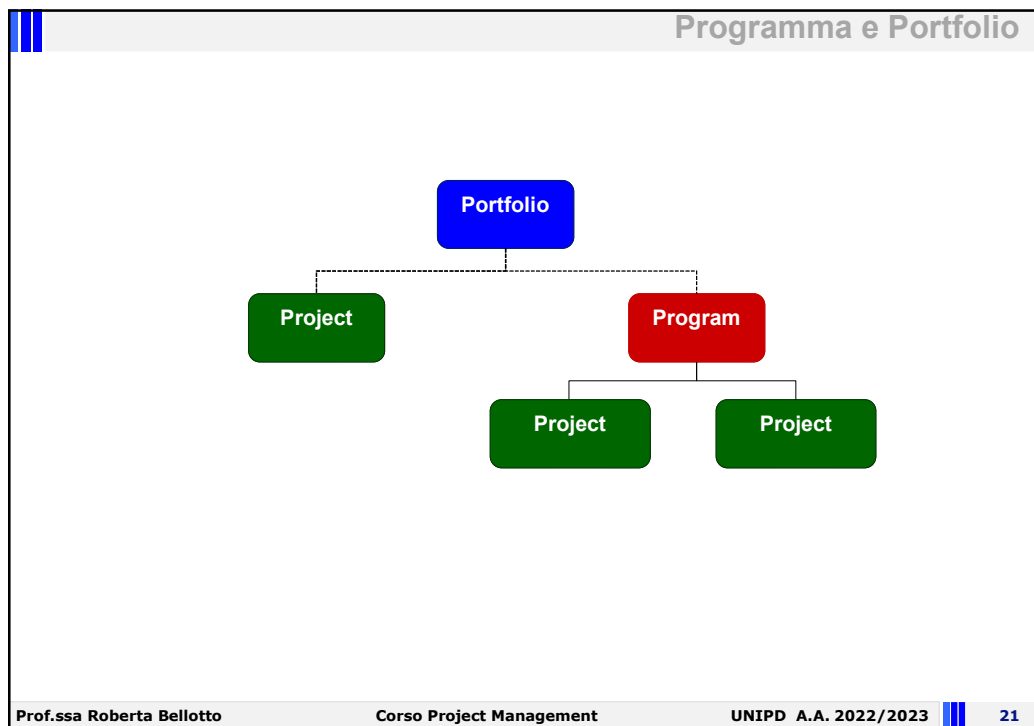 Programma e Portfolio
Portfolio
Project
Program
Project
Project
Prof.ssa Roberta Bellotto
Corso Project Management
UNIPD A.A. 2022/2023
21